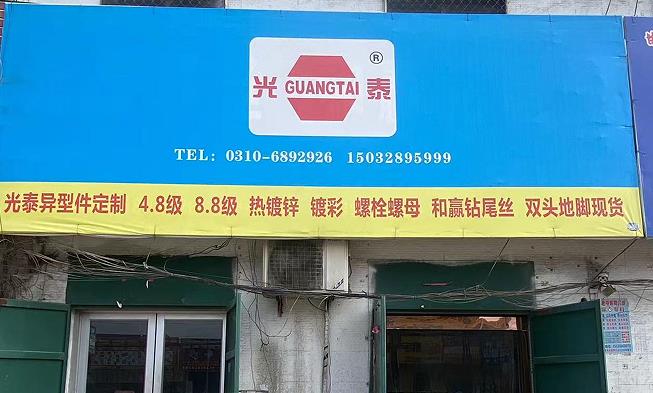 光 GUANGTAI 泰 ®
TEL: 0310-6892926 15032895999
光泰异型件定制 4.8级 8.8级 热镀锌 镀彩 螺栓螺母 和赢钻尾丝 双头地脚现货